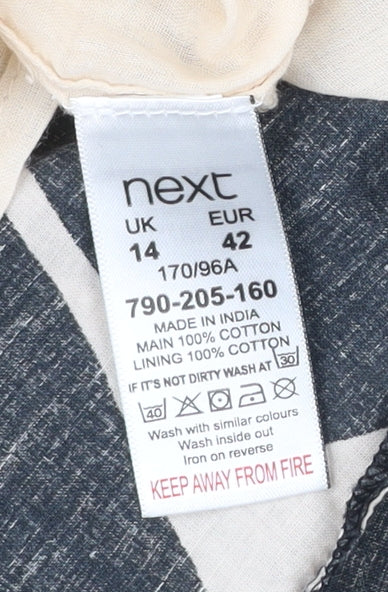 next
UK EUR
14 42
170/96A
790-205-160
MADE IN INDIA
MAIN 100% COTTON
LINING 100% COTTON
IF IT'S NOT DIRTY WASH AT 30
40
Wash with similar colours
Wash inside out
Iron on reverse
KEEP AWAY FROM FIRE